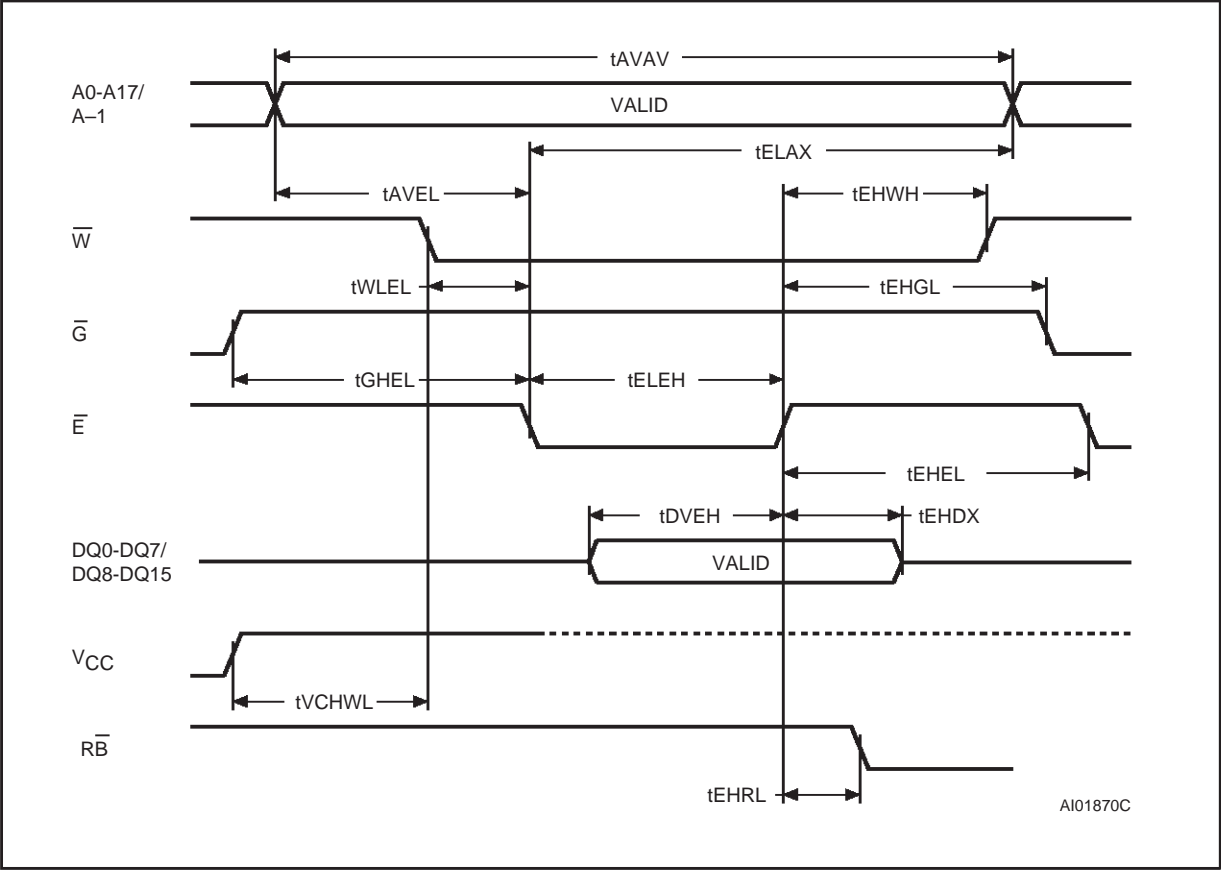 tAVAV
A0-A17/
A–1
VALID
tELAX
tAVEL
tEHWH
W̅
tWLEL
tEHGL
G̅
tGHEL
tELEH
E̅
tEHEL
tDVEH
tEHDX
DQ0-DQ7/
DQ8-DQ15
VALID
VCC
tVCHWL
RB̅
tEHRL
AI01870C